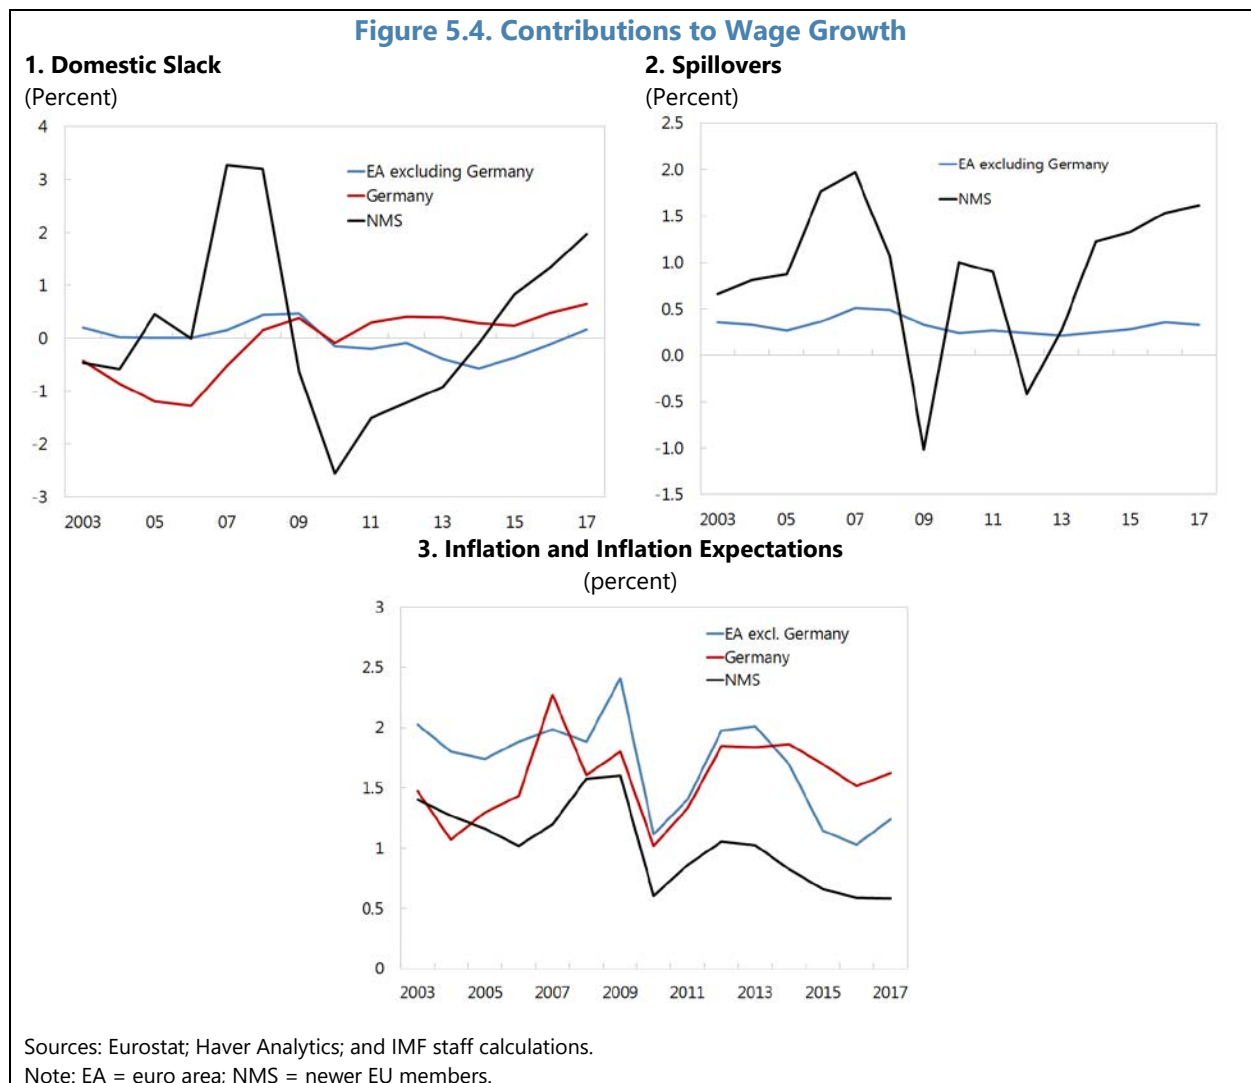 Figure 5.4. Contributions to Wage Growth
1. Domestic Slack
(Percent)
4
3
2
1
0
-1
-2
-3
EA excluding Germany
Germany
NMS
2003 05 07 09 11 13 15 17
2. Spillovers
(Percent)
2.5
2.0
1.5
1.0
0.5
0.0
-0.5
-1.0
-1.5
EA excluding Germany
NMS
2003 05 07 09 11 13 15 17
3. Inflation and Inflation Expectations
(percent)
3
2.5
2
1.5
1
0.5
0
EA excl. Germany
Germany
NMS
2003 2005 2007 2009 2011 2013 2015 2017
Sources: Eurostat; Haver Analytics; and IMF staff calculations.
Note: EA = euro area; NMS = newer EU members.